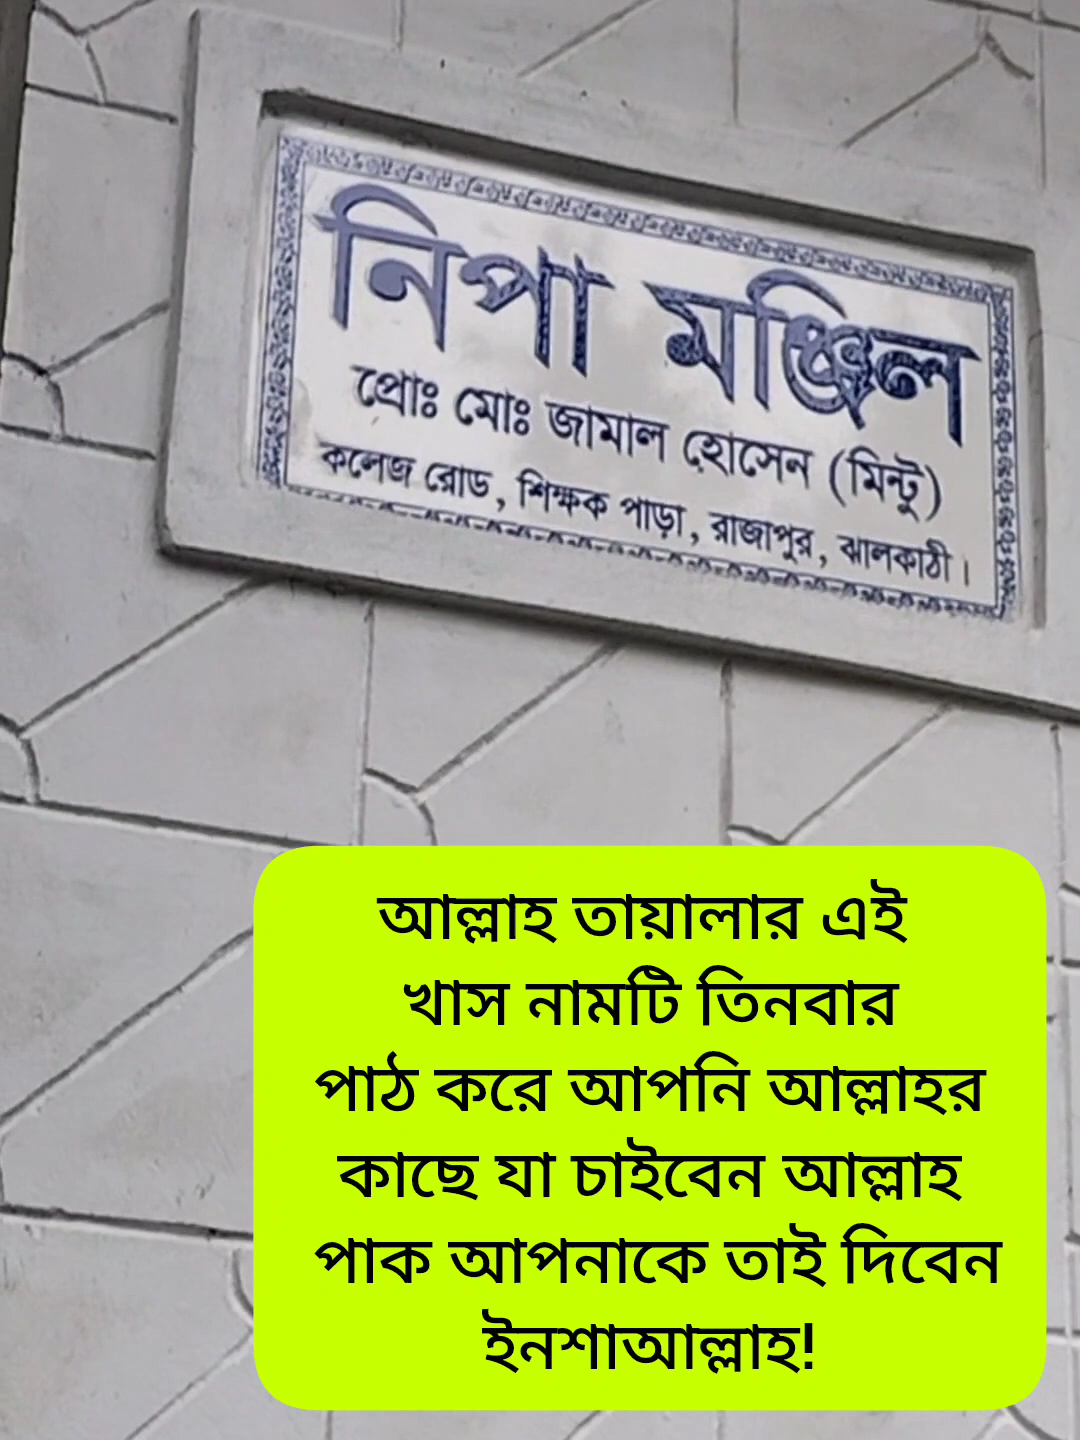 নিপা মঞ্জিল
প্রোঃ মোঃ জামাল হোসেন (মিন্টু)
কলেজ রোড, শিক্ষক পাড়া, রাজাপুর, ঝালকাঠী।
আল্লাহ তায়ালার এই
খাস নামটি তিনবার
পাঠ করে আপনি আল্লাহর
কাছে যা চাইবেন আল্লাহ
পাক আপনাকে তাই দিবেন
ইনশাআল্লাহ!